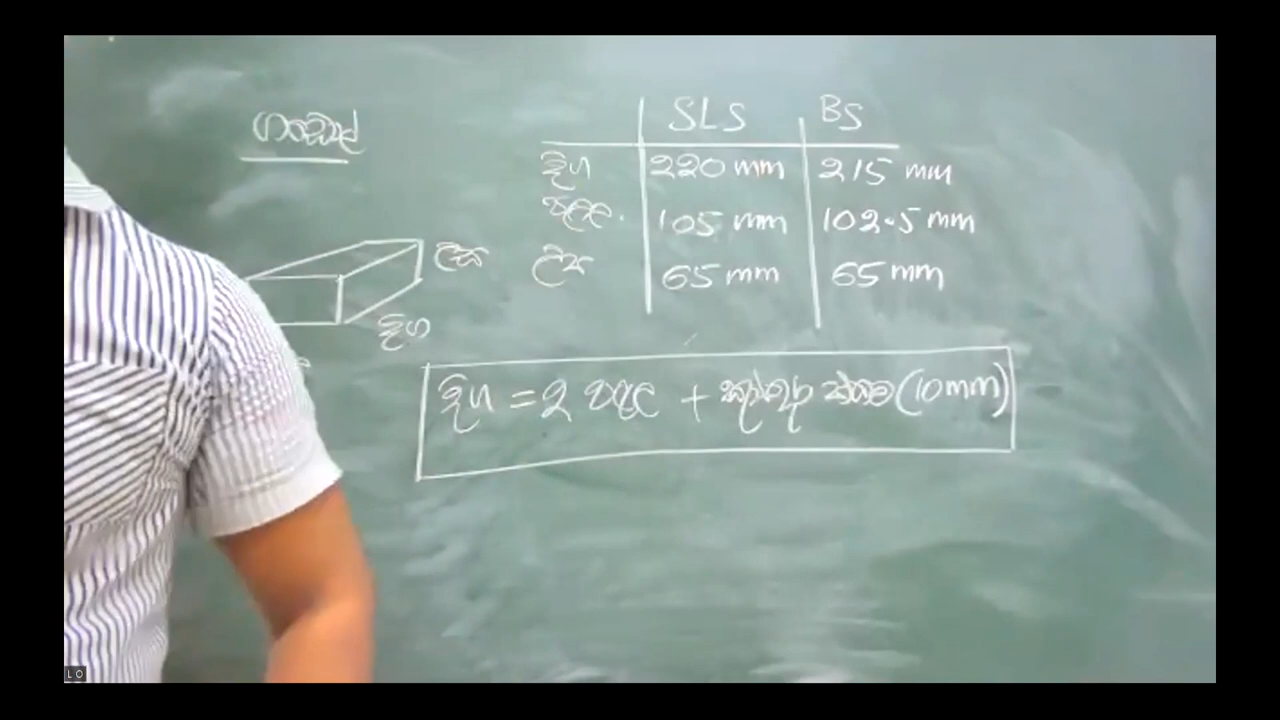 ගඩොල්
SLS BS
දිග 220 mm 215 mm
පළල. 105 mm 102.5 mm
උස 65 mm 65 mm
උස
දිග
දිග = 2 පළල + කුස්තුර ඝනකම (10mm)
LO